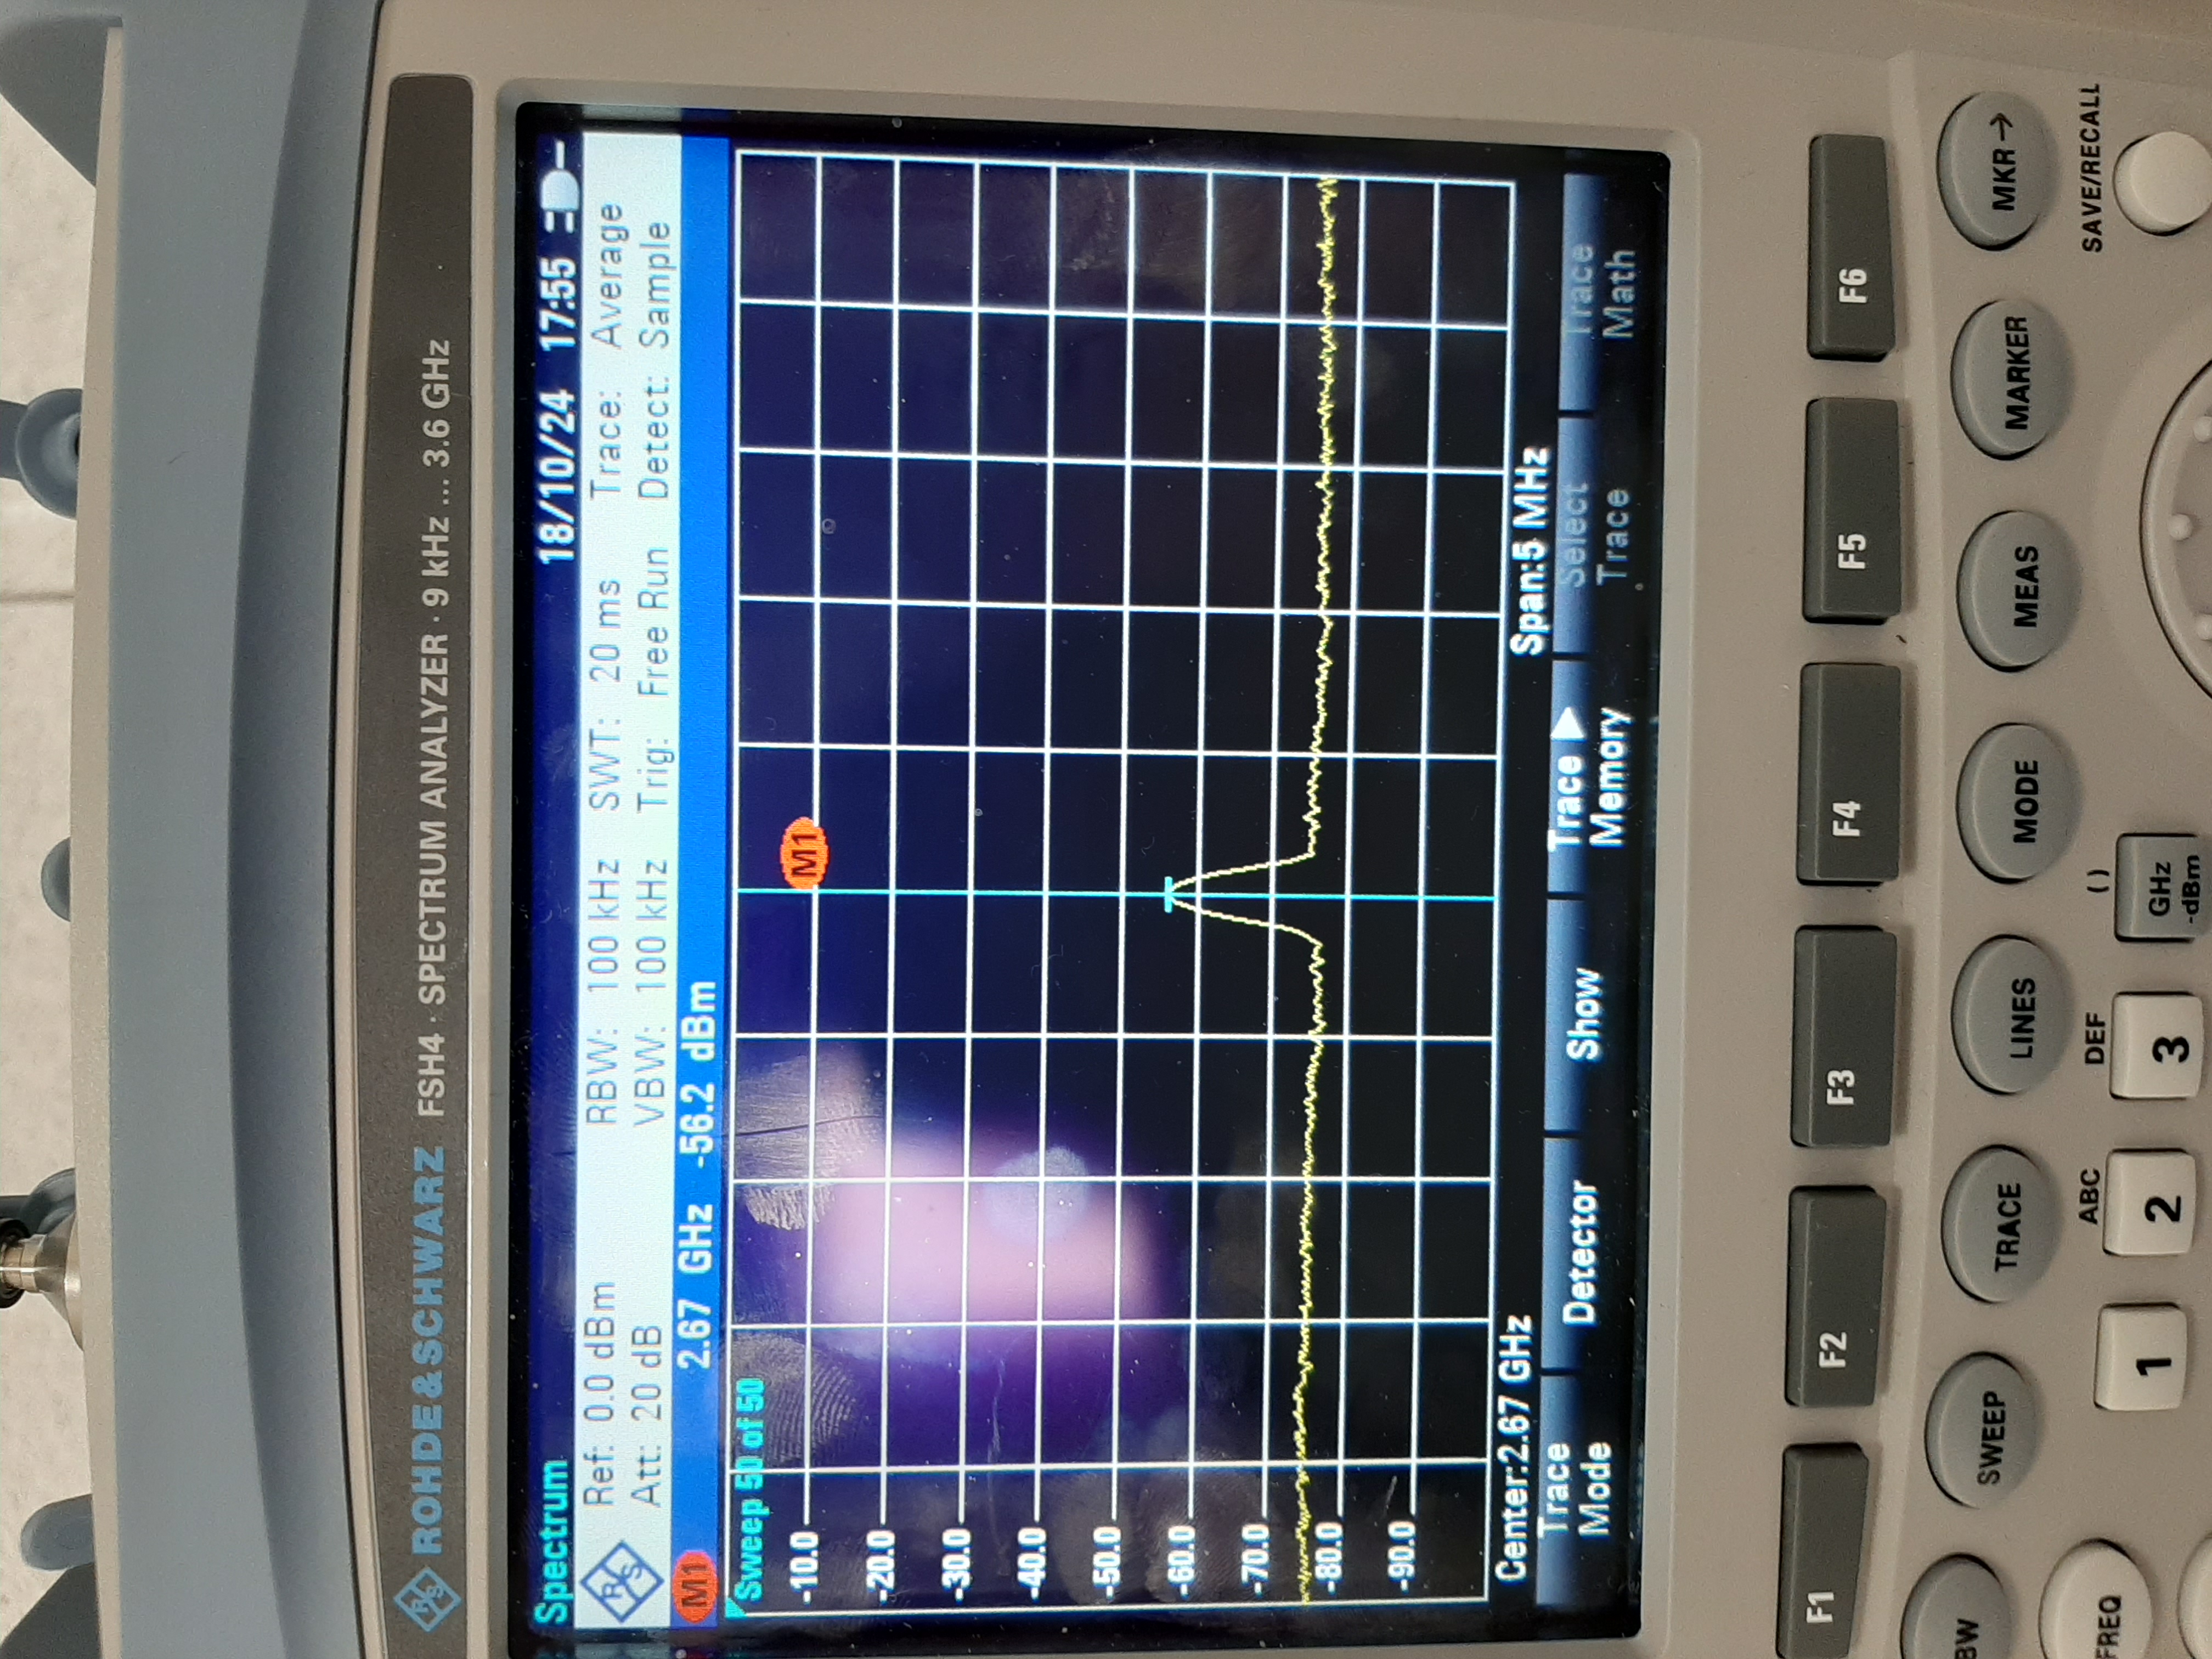 R/S ROHDE&SCHWARZ FSH4 · SPECTRUM ANALYZER · 9 kHz ... 3.6 GHz
Spectrum 18/10/24 17:55
R/S Ref: 0.0 dBm RBW: 100 kHz SWT: 20 ms Trace: Average
Att: 20 dB VBW: 100 kHz Trig: Free Run Detect: Sample
M1 2.67 GHz -56.2 dBm
Sweep 50 of 50
M1
-10.0
-20.0
-30.0
-40.0
-50.0
-60.0
-70.0
-80.0
-90.0
Center:2.67 GHz Span:5 MHz
Trace Mode
Detector
Show
Trace ▶ Memory
Select Trace
Trace Math
F1 F2 F3 F4 F5 F6
BW SWEEP TRACE LINES MODE MEAS MARKER MKR→
FREQ
ABC DEF ( ) SAVE/RECALL
1 2 3 GHz
-dBm